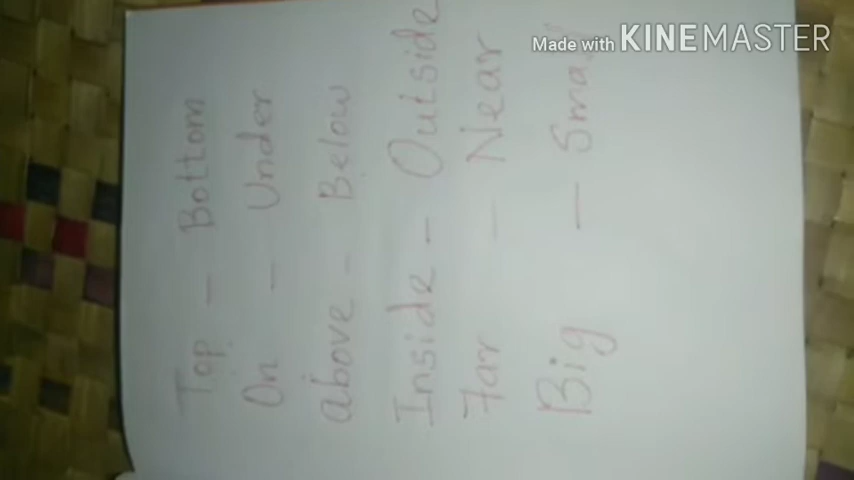 Top - Bottom
On - Under
above - Below
Inside - Outside
Far - Near
Big - Small
Made with KINEMASTER